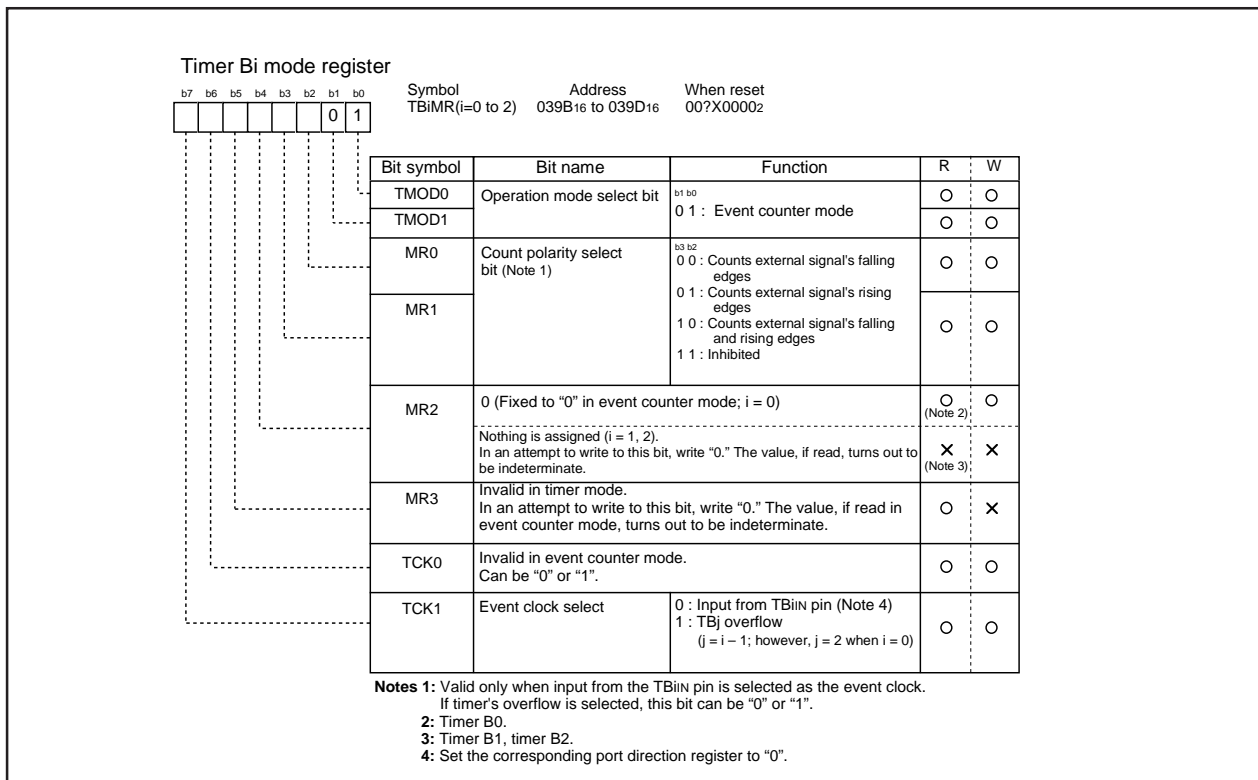 Timer Bi mode register
b7 b6 b5 b4 b3 b2 b1 b0
0 1
Symbol Address When reset
TBiMR(i=0 to 2) 039B16 to 039D16 00?X00002
Bit symbol Bit name Function R W
TMOD0 Operation mode select bit b1 b0
0 1 : Event counter mode
TMOD1
MR0 Count polarity select
bit (Note 1)
b3 b2
0 0 : Counts external signal's falling
edges
0 1 : Counts external signal's rising
edges
MR1
1 0 : Counts external signal's falling
and rising edges
1 1 : Inhibited
MR2 0 (Fixed to “0” in event counter mode; i = 0)
(Note 2)
Nothing is assigned (i = 1, 2).
In an attempt to write to this bit, write “0.” The value, if read, turns out to
be indeterminate.
(Note 3)
MR3 Invalid in timer mode.
In an attempt to write to this bit, write “0.” The value, if read in
event counter mode, turns out to be indeterminate.
TCK0 Invalid in event counter mode.
Can be “0” or “1”.
TCK1 Event clock select 0 : Input from TBiIN pin (Note 4)
1 : TBj overflow
(j = i – 1; however, j = 2 when i = 0)
Notes 1: Valid only when input from the TBiIN pin is selected as the event clock.
If timer's overflow is selected, this bit can be “0” or “1”.
2: Timer B0.
3: Timer B1, timer B2.
4: Set the corresponding port direction register to “0”.